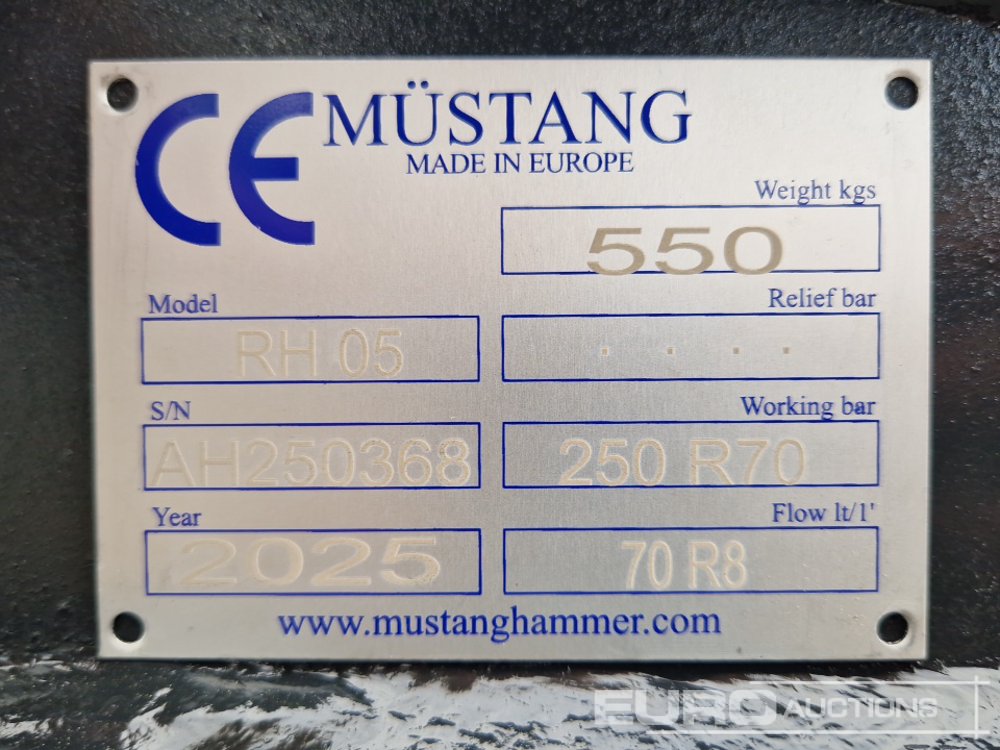 CE MÜSTANG
MADE IN EUROPE
Weight kgs
550
Model
RH 05
Relief bar
. . . .
S/N
AH250368
Working bar
250 R70
Year
2025
Flow lt/1'
70 R8
www.mustanghammer.com
EURO AUCTIONS